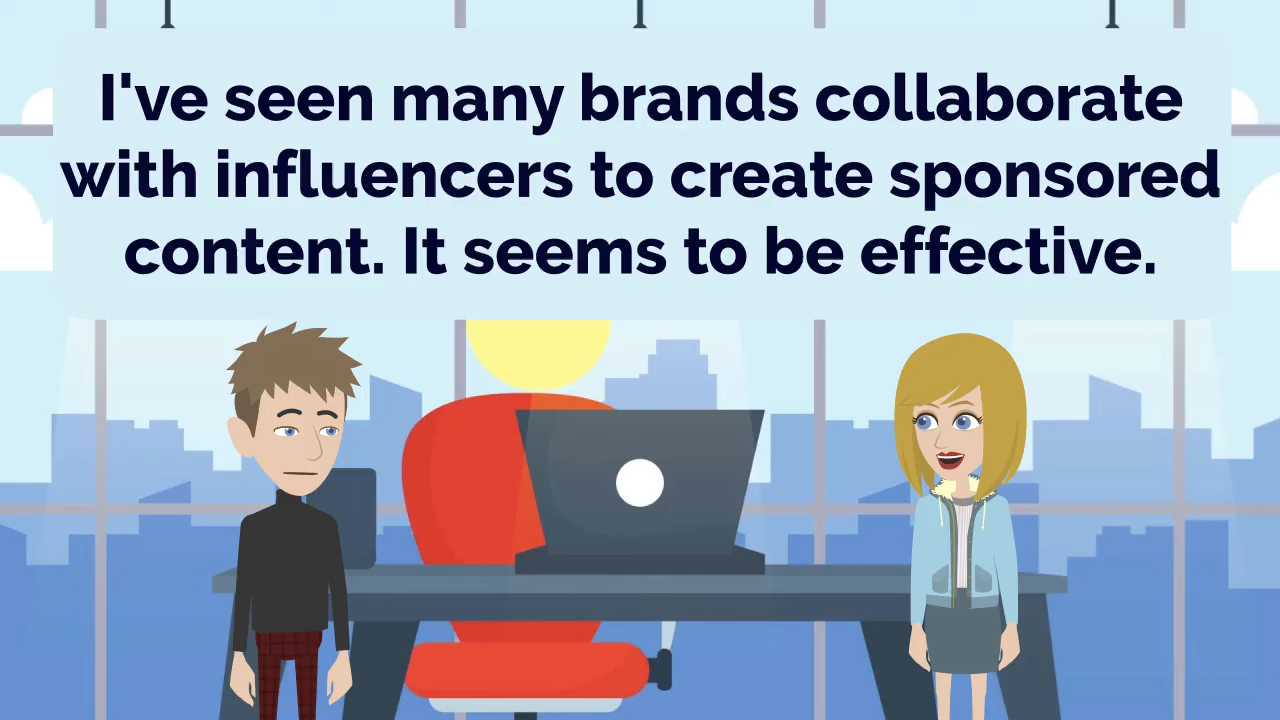 I've seen many brands collaborate
with influencers to create sponsored
content. It seems to be effective.